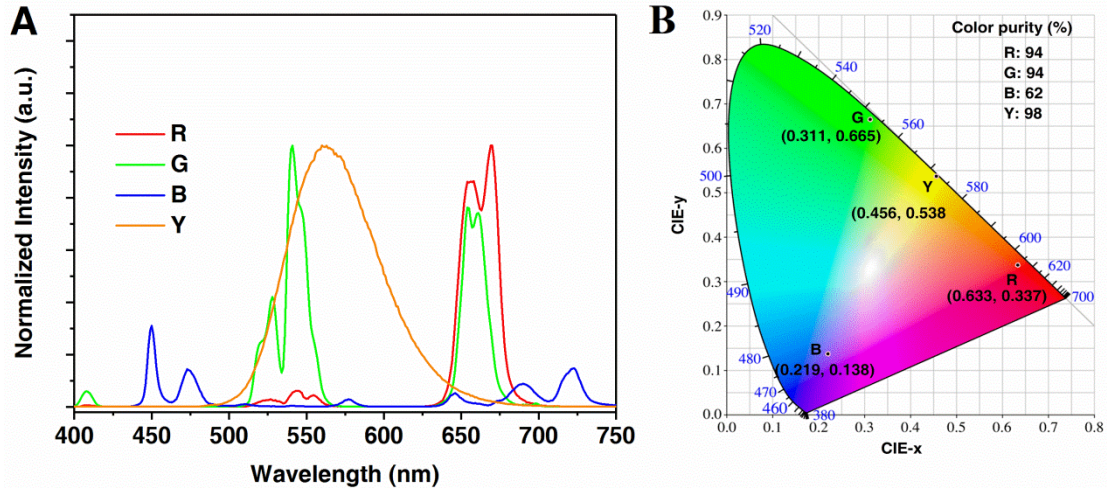 A
Normalized Intensity (a.u.)
R
G
B
Y
400 450 500 550 600 650 700 750
Wavelength (nm)
B
CIE-y
0.9
0.8
0.7
0.6
0.5
0.4
0.3
0.2
0.1
0.0
0.0 0.1 0.2 0.3 0.4 0.5 0.6 0.7 0.8
CIE-x
Color purity (%)
R: 94
G: 94
B: 62
Y: 98
520
540
560
580
600
620
700
500
490
480
470
460
380
G
(0.311, 0.665)
Y
(0.456, 0.538
R
(0.633, 0.337)
B
(0.219, 0.138)